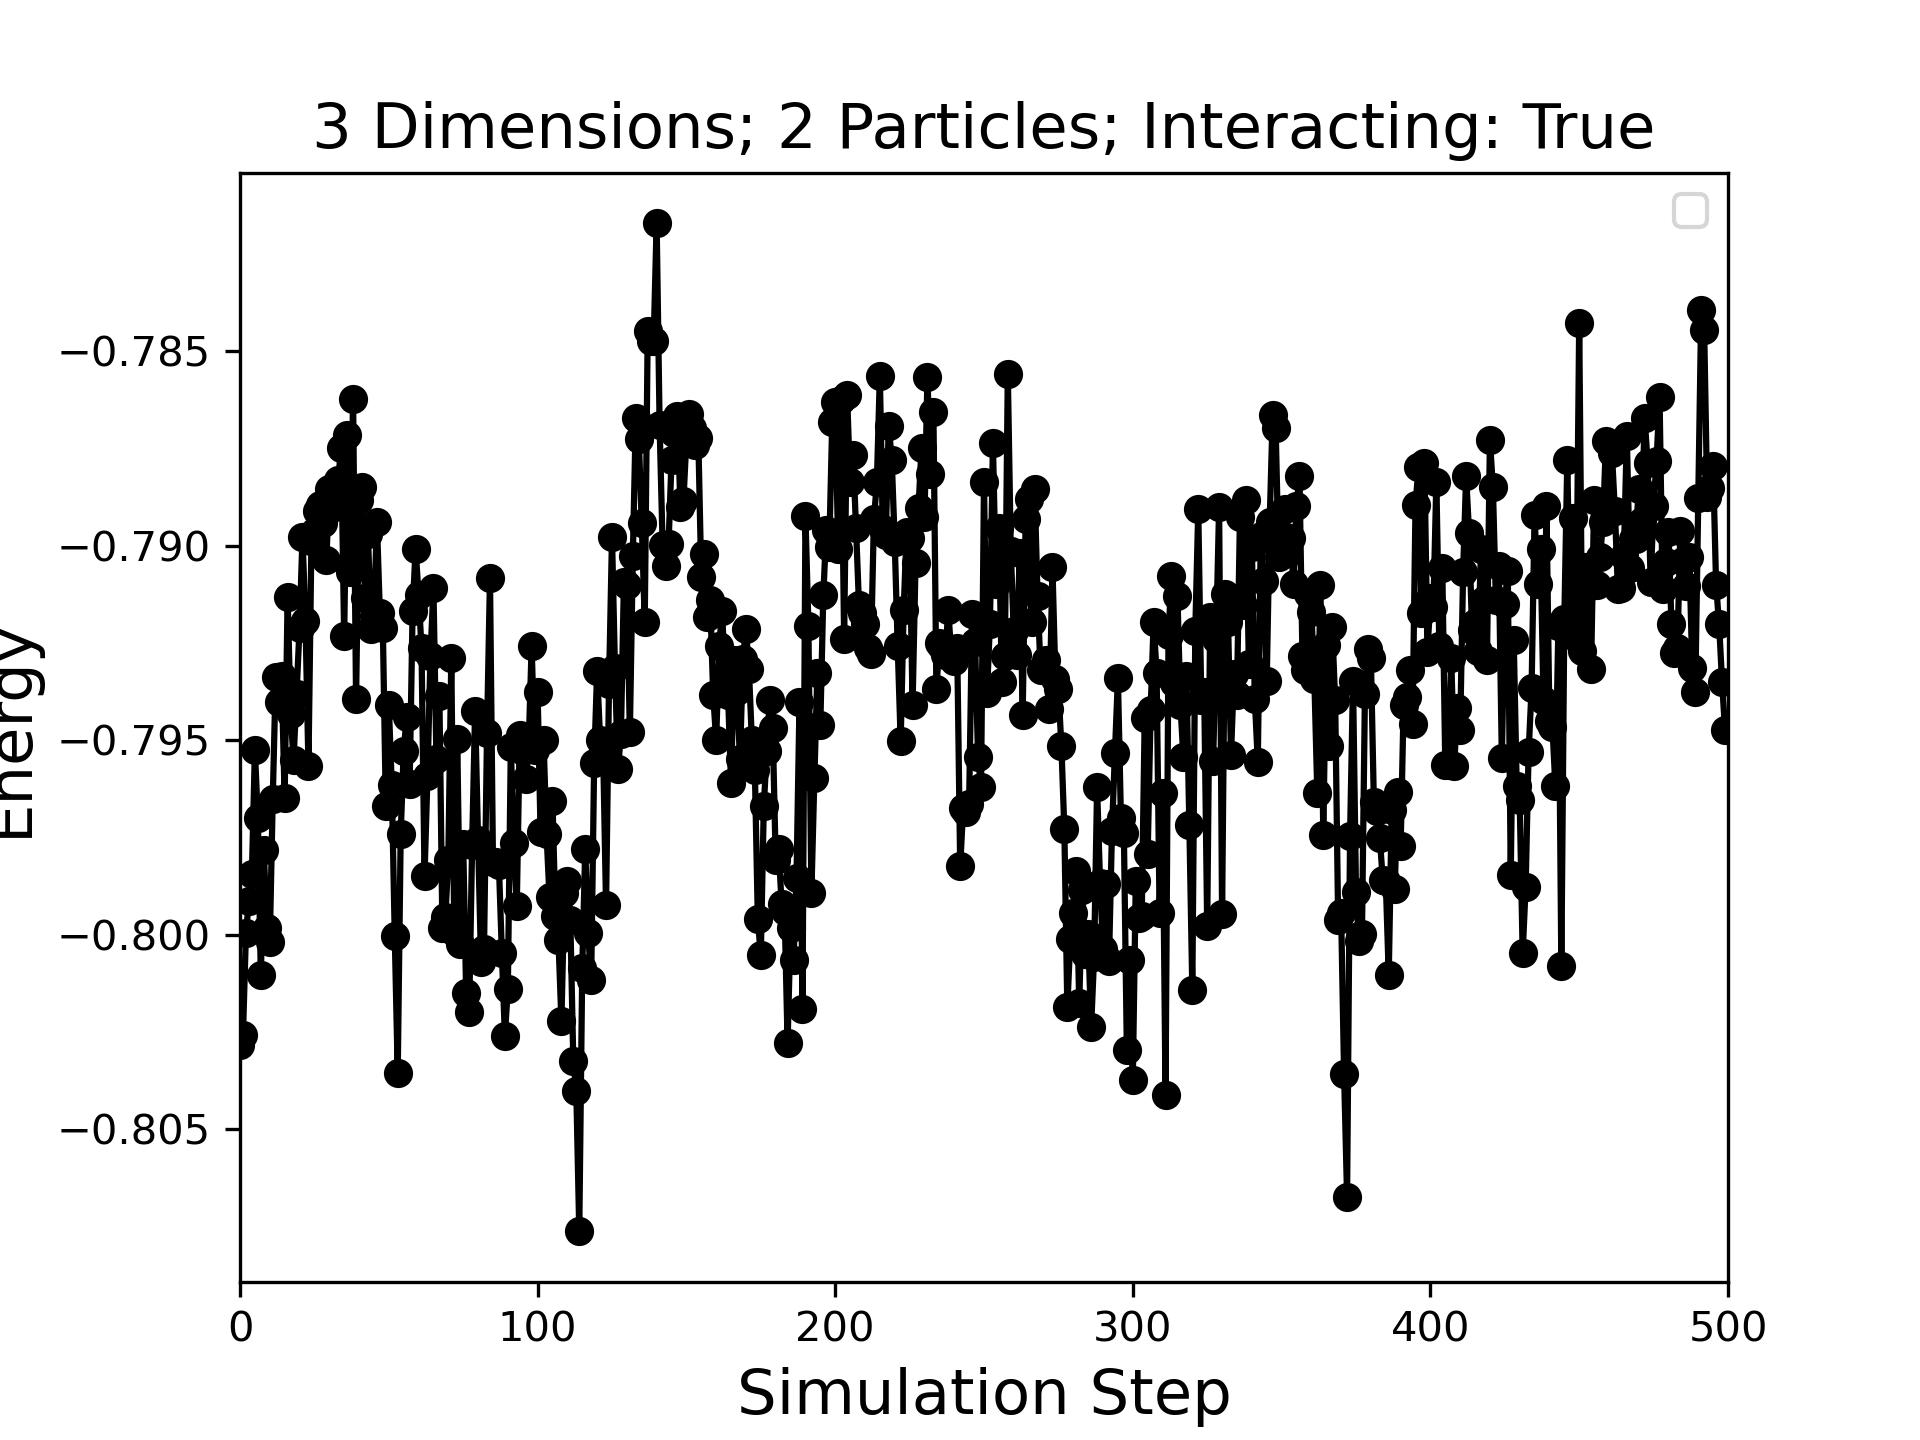 3 Dimensions; 2 Particles; Interacting: True
−0.785
−0.790
−0.795
−0.800
−0.805
Energy
0 100 200 300 400 500
Simulation Step